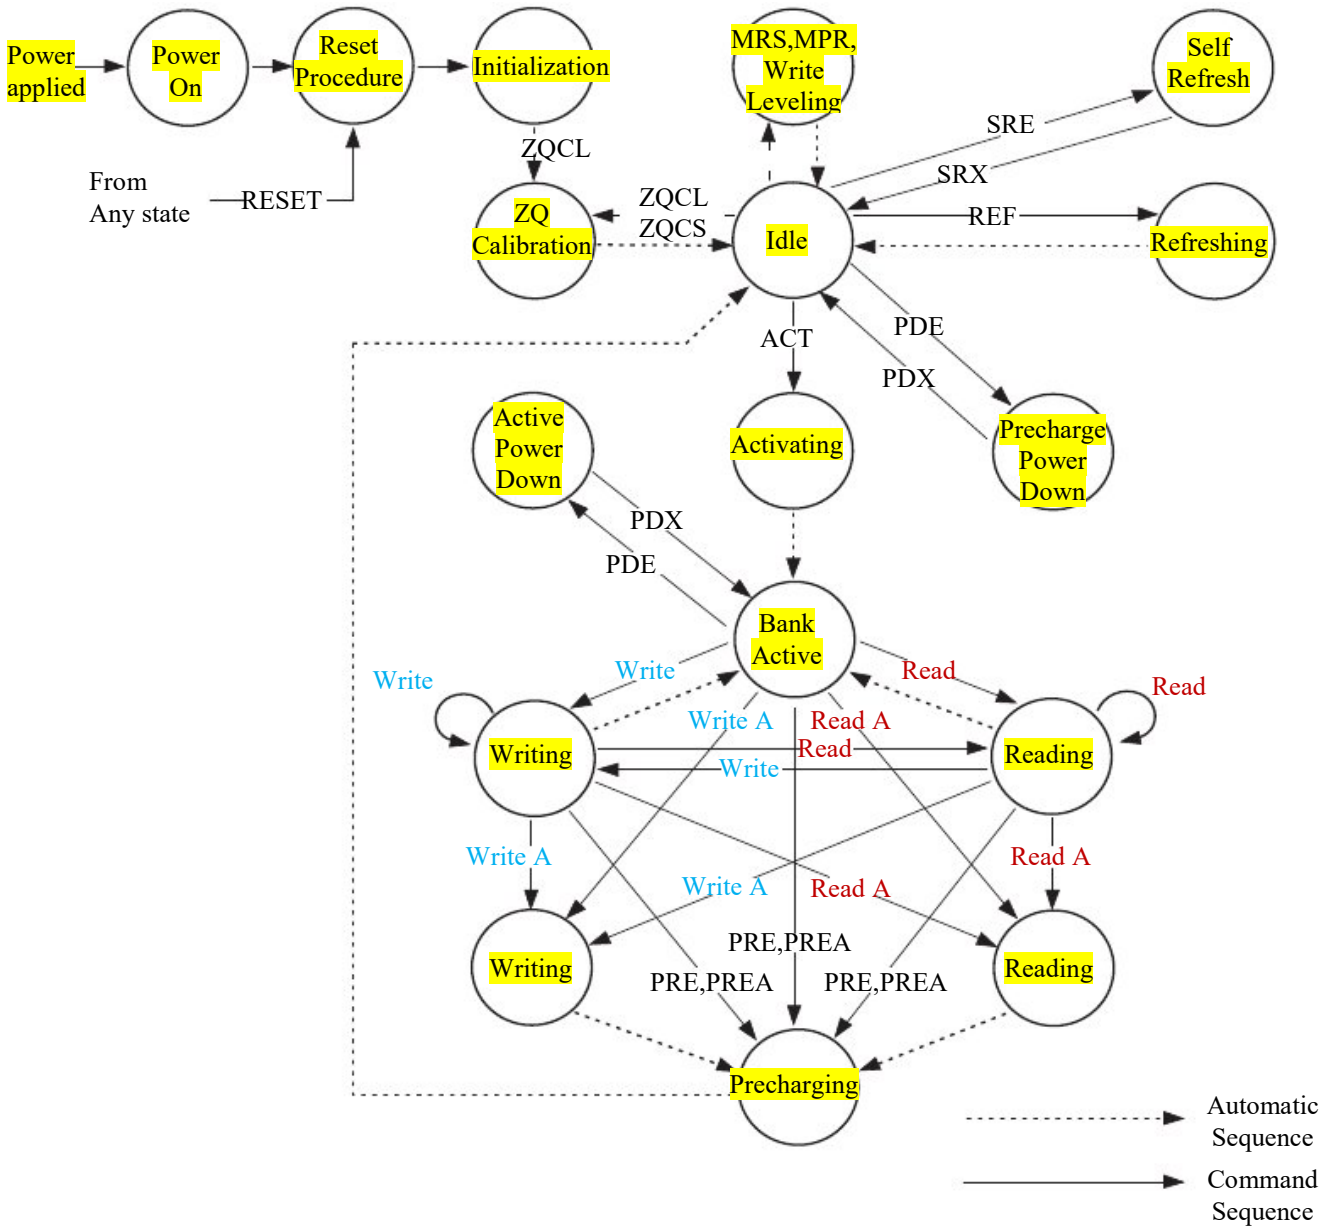 Power
applied
Power
On
Reset
Procedure
Initialization
MRS,MPR,
Write
Leveling
Self
Refresh
From
Any state
RESET
ZQCL
ZQ
Calibration
ZQCL
ZQCS
Idle
SRE
SRX
REF
Refreshing
ACT
PDE
PDX
Active
Power
Down
Activating
Precharge
Power
Down
PDX
PDE
Bank
Active
Write
Write
Read
Read
Write A
Read A
Writing
Read
Write
Reading
Write A
Read A
Write A
Read A
Writing
PRE,PREA
PRE,PREA
PRE,PREA
Reading
Precharging
Automatic
Sequence
Command
Sequence